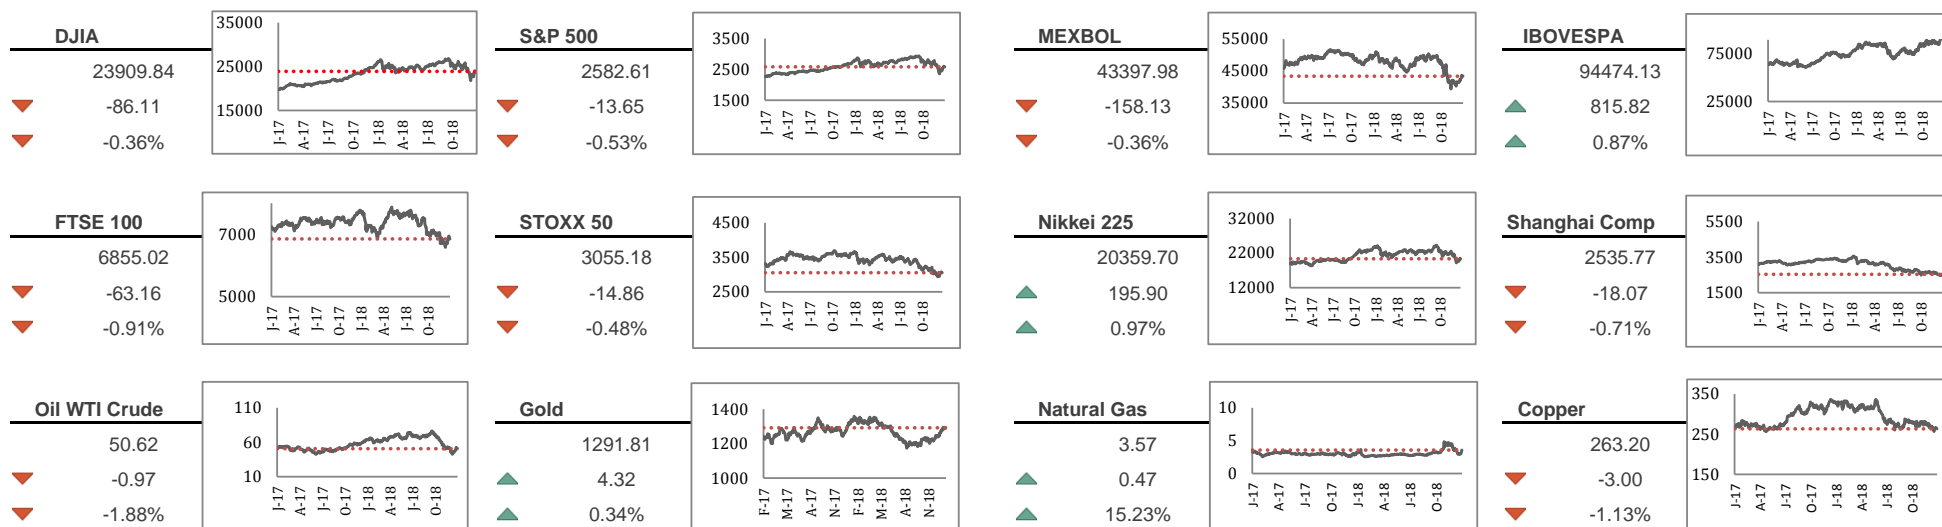 DJIA
23909.84
-86.11
-0.36%
35000
25000
15000
J-17
A-17
J-17
O-17
J-18
A-18
J-18
O-18
S&P 500
2582.61
-13.65
-0.53%
3500
2500
1500
J-17
A-17
J-17
O-17
J-18
A-18
J-18
O-18
MEXBOL
43397.98
-158.13
-0.36%
55000
45000
35000
J-17
A-17
J-17
O-17
J-18
A-18
J-18
O-18
IBOVESPA
94474.13
815.82
0.87%
75000
25000
J-17
A-17
J-17
O-17
J-18
A-18
J-18
O-18
FTSE 100
6855.02
-63.16
-0.91%
7000
5000
J-17
A-17
J-17
O-17
J-18
A-18
J-18
O-18
STOXX 50
3055.18
-14.86
-0.48%
4500
3500
2500
J-17
A-17
J-17
O-17
J-18
A-18
J-18
O-18
Nikkei 225
20359.70
195.90
0.97%
32000
22000
12000
J-17
A-17
J-17
O-17
J-18
A-18
J-18
O-18
Shanghai Comp
2535.77
-18.07
-0.71%
5500
3500
1500
J-17
A-17
J-17
O-17
J-18
A-18
J-18
O-18
Oil WTI Crude
50.62
-0.97
-1.88%
110
60
10
J-17
A-17
J-17
O-17
J-18
A-18
J-18
O-18
Gold
1291.81
4.32
0.34%
1400
1200
1000
F-17
M-17
A-17
N-17
F-18
M-18
A-18
N-18
Natural Gas
3.57
0.47
15.23%
10
5
0
J-17
A-17
J-17
O-17
J-18
A-18
J-18
O-18
Copper
263.20
-3.00
-1.13%
350
250
150
J-17
A-17
J-17
O-17
J-18
A-18
J-18
O-18